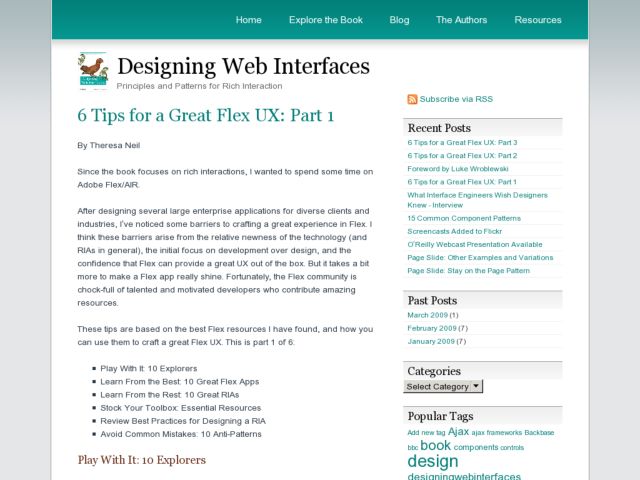 Home Explore the Book Blog The Authors Resources
Designing Web Interfaces
Principles and Patterns for Rich Interaction
6 Tips for a Great Flex UX: Part 1
By Theresa Neil
Since the book focuses on rich interactions, I wanted to spend some time on
Adobe Flex/AIR.
After designing several large enterprise applications for diverse clients and
industries, I've noticed some barriers to crafting a great experience in Flex. I
think these barriers arise from the relative newness of the technology (and
RIAs in general), the initial focus on development over design, and the
confidence that Flex can provide a great UX out of the box. But it takes a bit
more to make a Flex app really shine. Fortunately, the Flex community is
chock-full of talented and motivated developers who contribute amazing
resources.
These tips are based on the best Flex resources I have found, and how you
can use them to craft a great Flex UX. This is part 1 of 6:
Play With It: 10 Explorers
Learn From the Best: 10 Great Flex Apps
Learn From the Rest: 10 Great RIAs
Stock Your Toolbox: Essential Resources
Review Best Practices for Designing a RIA
Avoid Common Mistakes: 10 Anti-Patterns
Play With It: 10 Explorers
Subscribe via RSS
Recent Posts
6 Tips for a Great Flex UX: Part 3
6 Tips for a Great Flex UX: Part 2
Foreword by Luke Wroblewski
6 Tips for a Great Flex UX: Part 1
What Interface Engineers Wish Designers
Knew - Interview
15 Common Component Patterns
Screencasts Added to Flickr
O'Reilly Webcast Presentation Available
Page Slide: Other Examples and Variations
Page Slide: Stay on the Page Pattern
Past Posts
March 2009 (1)
February 2009 (7)
January 2009 (7)
Categories
Select Category
Popular Tags
Add new tag Ajax ajax frameworks Backbase
bbc book components controls
design
designingwebinterfaces